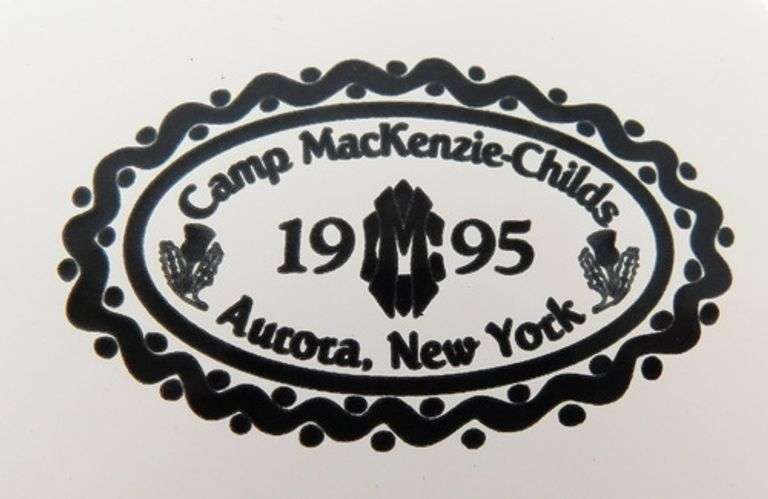 Camp MacKenzie-Childs
19 MC 95
Aurora, New York